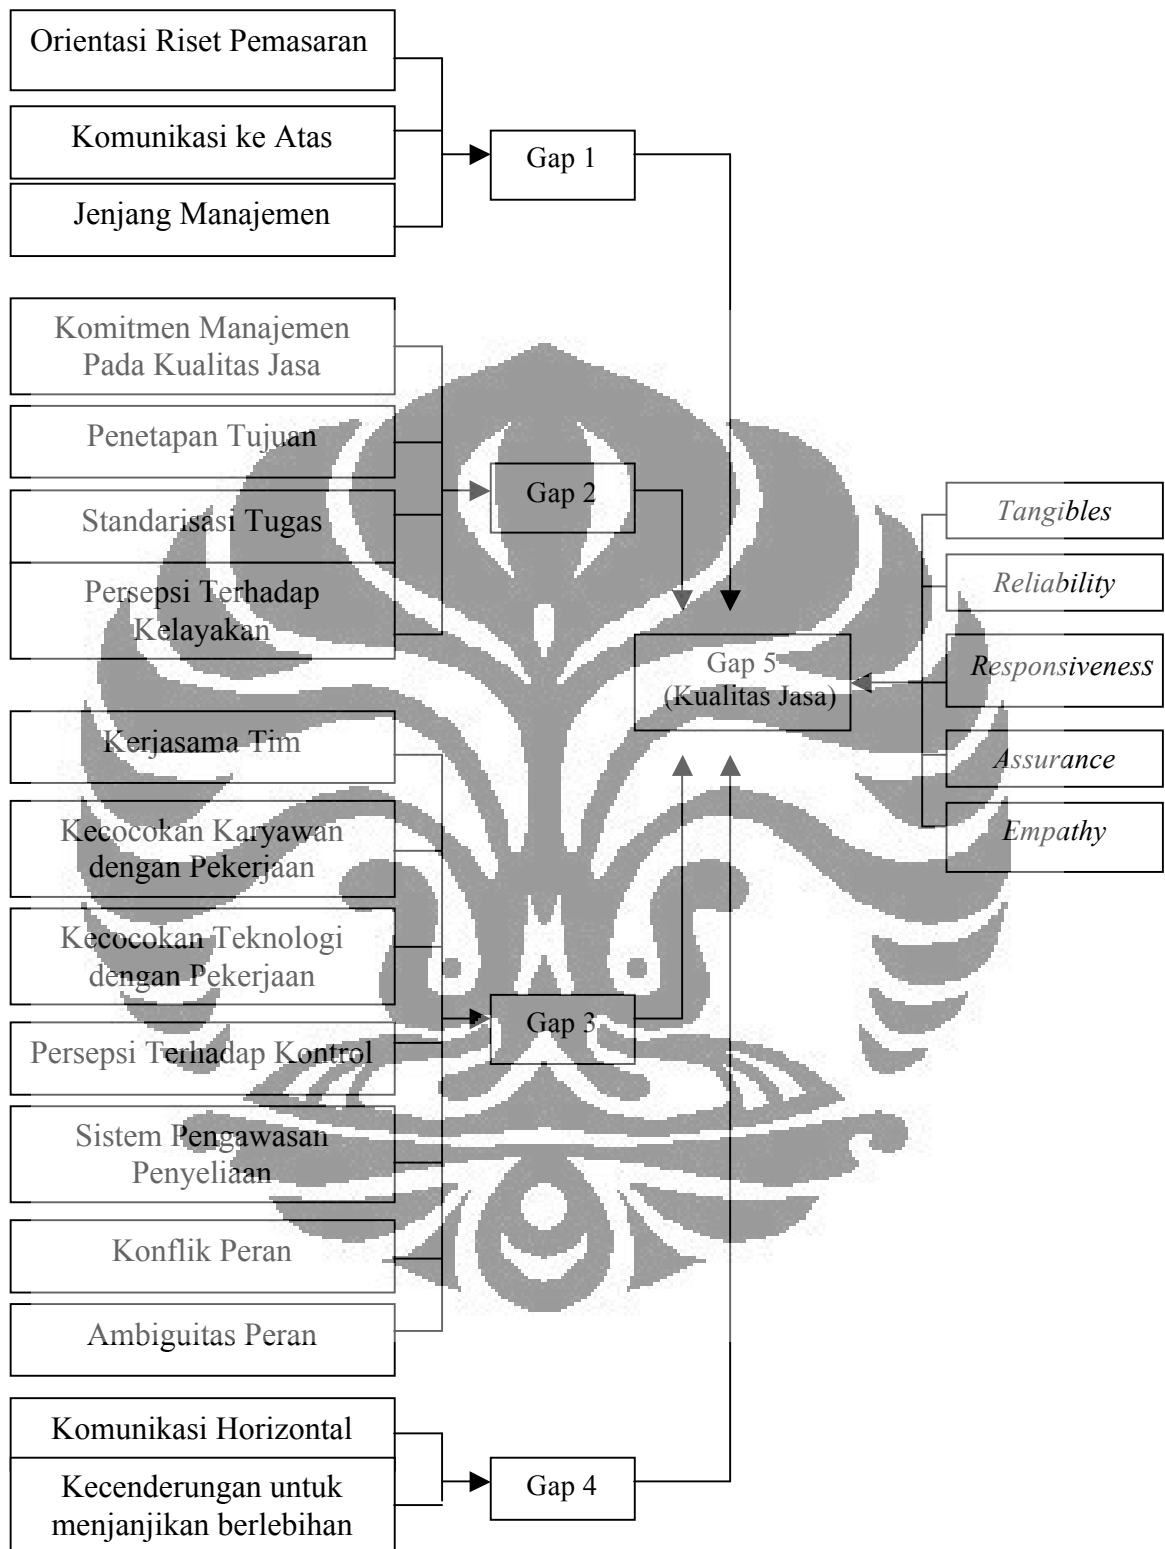 Orientasi Riset Pemasaran
Komunikasi ke Atas
Jenjang Manajemen
Gap 1
Komitmen Manajemen
Pada Kualitas Jasa
Penetapan Tujuan
Standarisasi Tugas
Persepsi Terhadap
Kelayakan
Gap 2
Kerjasama Tim
Kecocokan Karyawan
dengan Pekerjaan
Kecocokan Teknologi
dengan Pekerjaan
Persepsi Terhadap Kontrol
Sistem Pengawasan
Penyeliaan
Konflik Peran
Ambiguitas Peran
Gap 3
Komunikasi Horizontal
Kecenderungan untuk
menjanjikan berlebihan
Gap 4
Gap 5
(Kualitas Jasa)
Tangibles
Reliability
Responsiveness
Assurance
Empathy